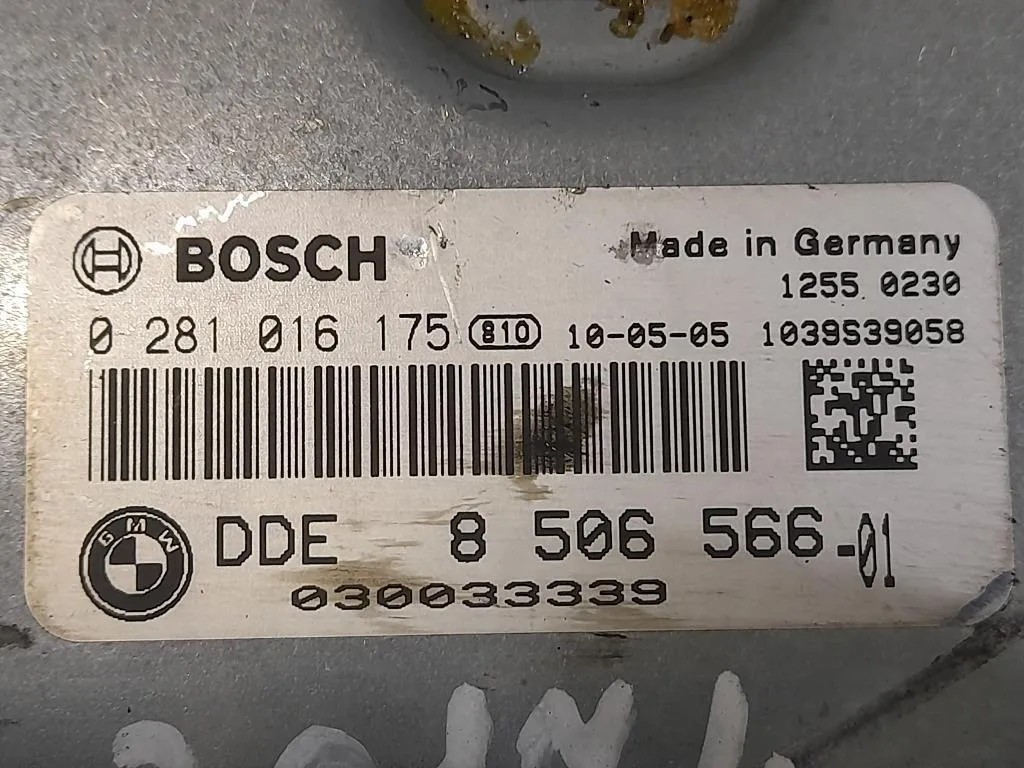 BOSCH
Made in Germany
1255 0230
0 281 016 175 810 10-05-05 1039S39058
BMW
DDE 8 506 566-01
030033339